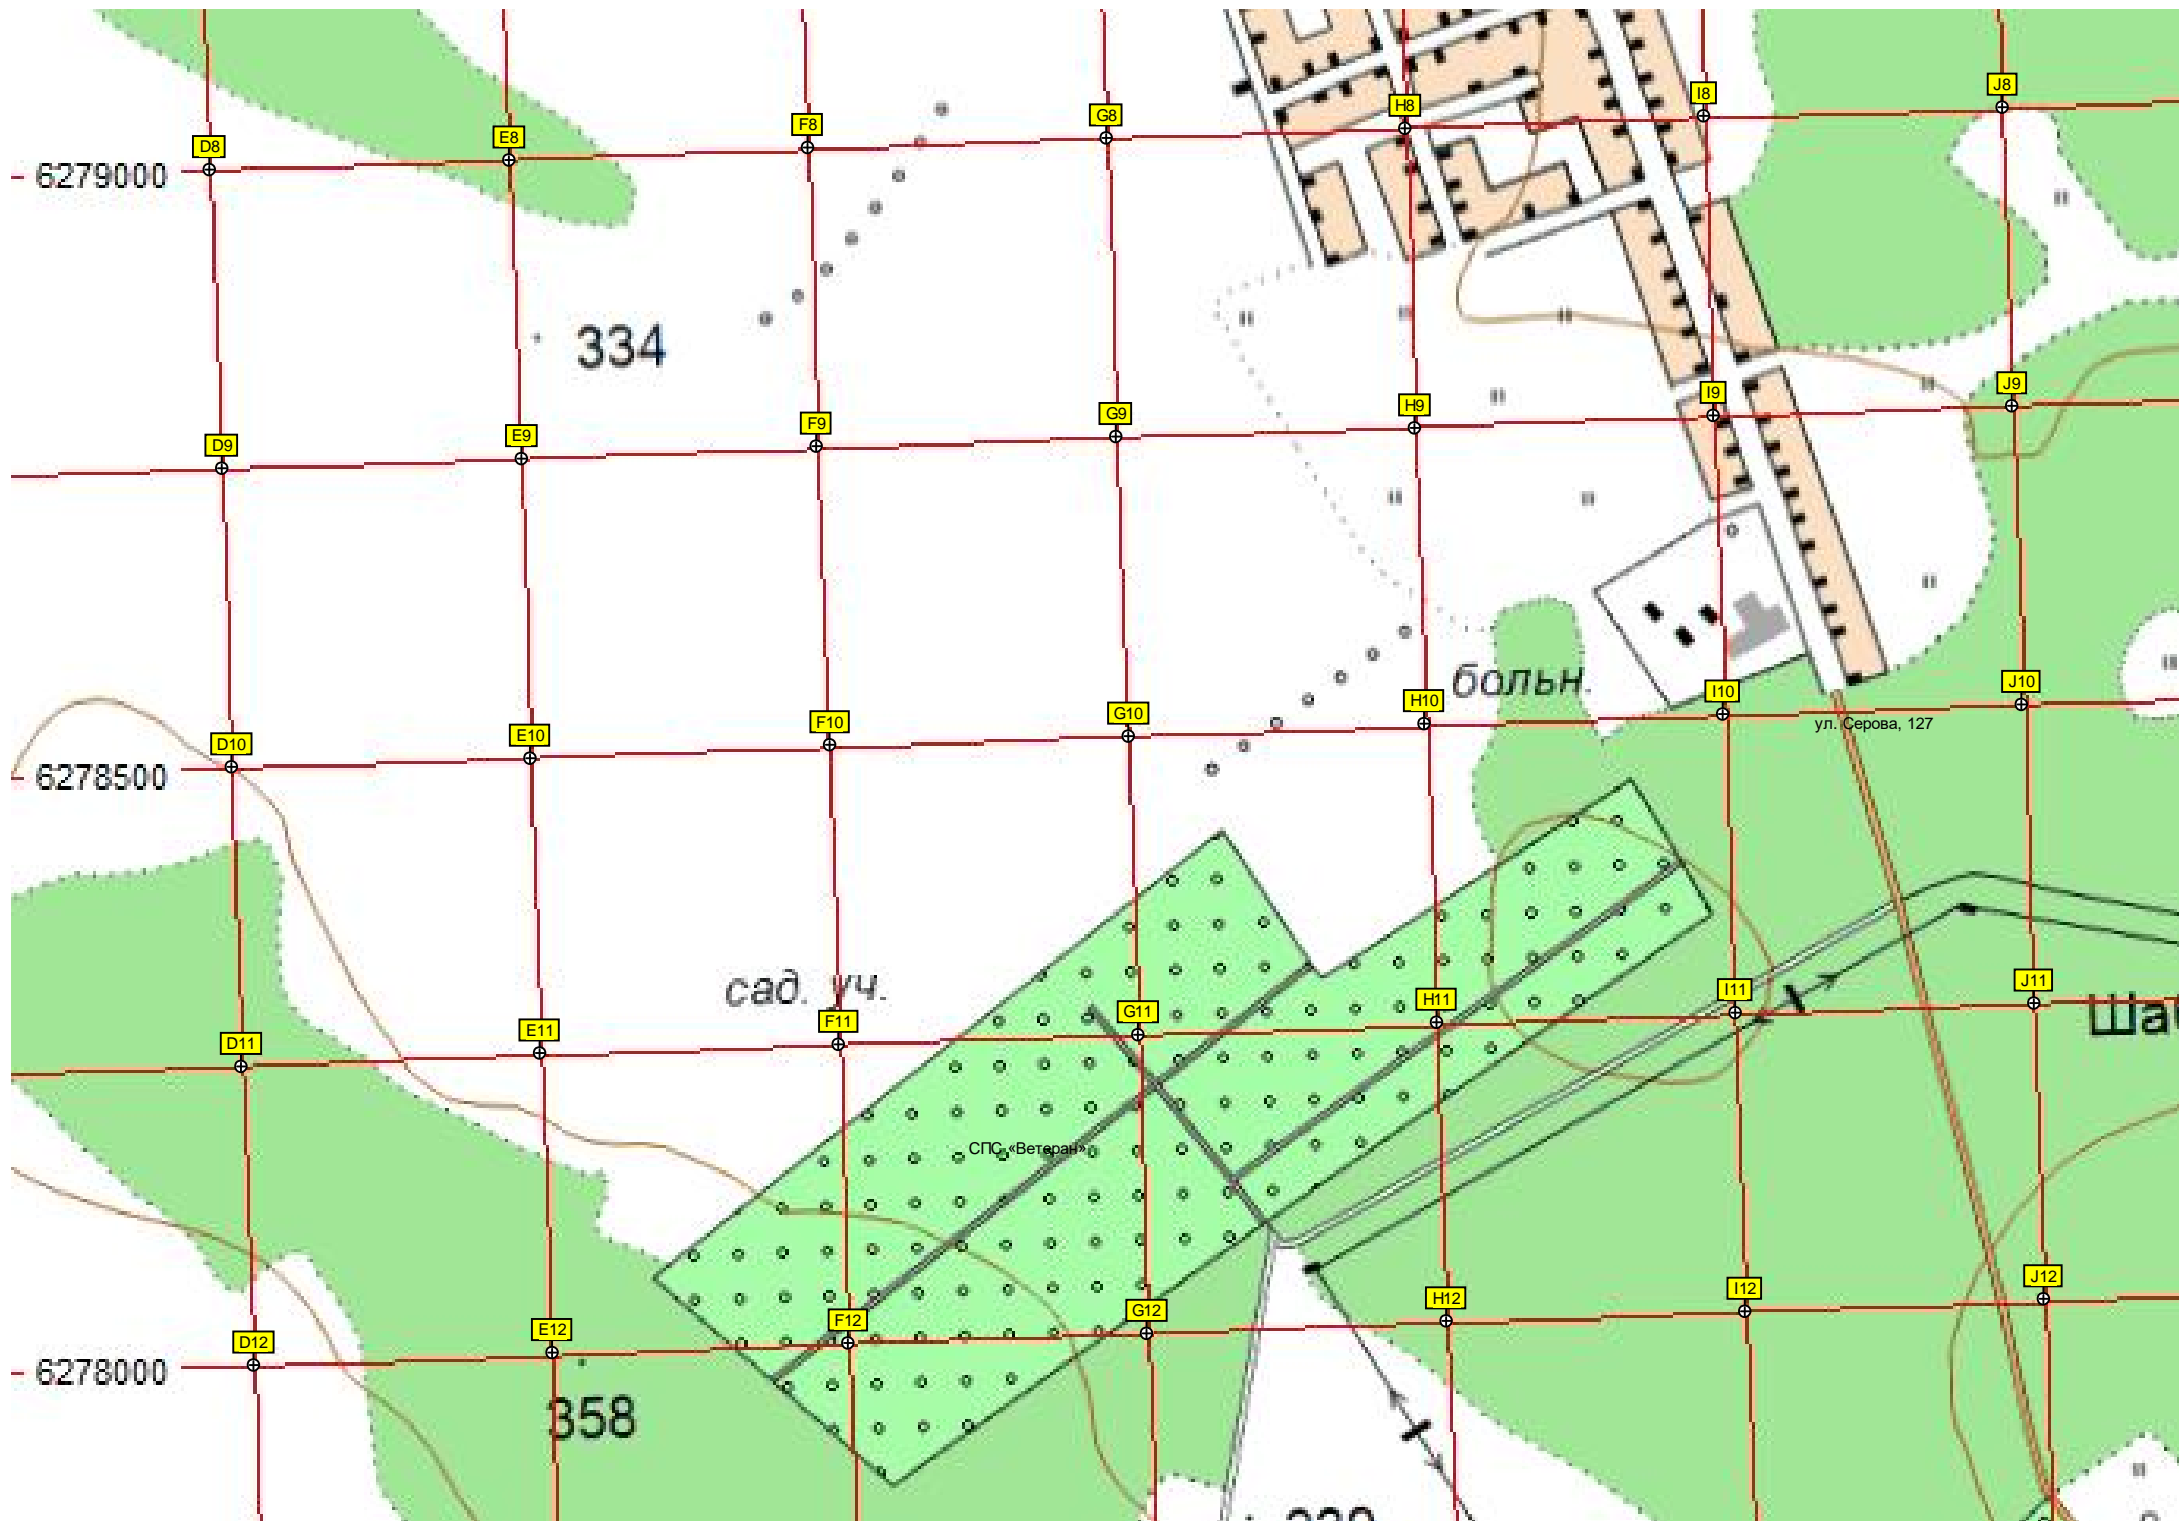 D8
E8
F8
G8
H8
I8
J8
6279000
334
D9
E9
F9
G9
H9
I9
J9
больн.
D10
E10
F10
G10
H10
I10
J10
ул. Серова, 127
6278500
сад. уч.
D11
E11
F11
G11
H11
I11
J11
СПС «Ветеран»
D12
E12
F12
G12
H12
I12
J12
6278000
358